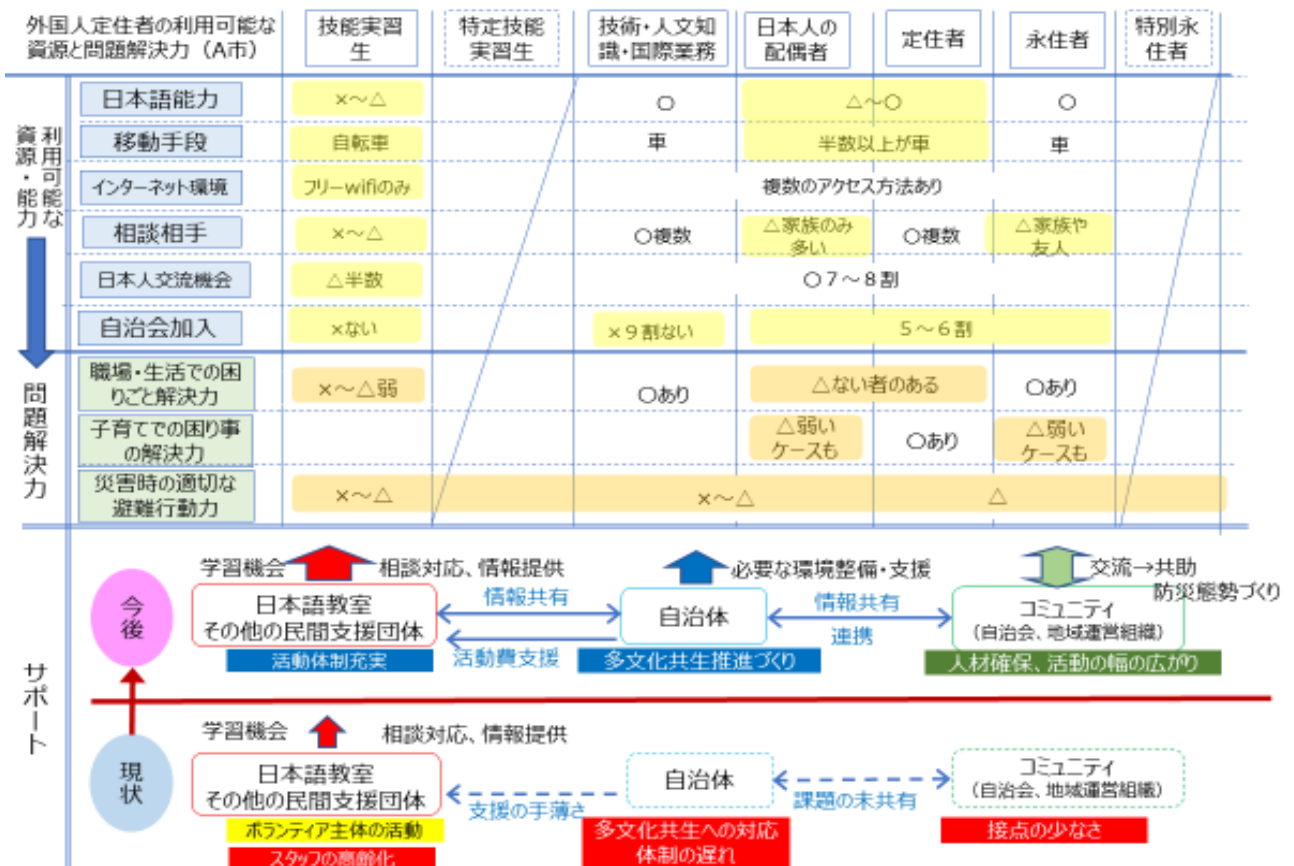 外国人定住者の利用可能な
資源と問題解決力（A市）
技能実習
生
特定技能
実習生
技術・人文知
識・国際業務
日本人の
配偶者
定住者
永住者
特別永
住者
利用可能な
資源・能力
日本語能力
×～△
○
△～○
○
移動手段
自転車
車
半数以上が車
車
インターネット環境
フリーwifiのみ
複数のアクセス方法あり
相談相手
×～△
○複数
△家族のみ
多い
○複数
△家族や
友人
日本人交流機会
△半数
○7～8割
自治会加入
×ない
×9割ない
5～6割
問題解決力
職場・生活での困
りごと解決力
×～△弱
○あり
△ない者のある
○あり
子育てでの困り事
の解決力
△弱い
ケースも
○あり
△弱い
ケースも
災害時の適切な
避難行動力
×～△
×～△
△
サポート
今後
学習機会
相談対応、情報提供
必要な環境整備・支援
交流→共助
防災態勢づくり
日本語教室
その他の民間支援団体
活動体制充実
情報共有
活動費支援
自治体
多文化共生推進づくり
情報共有
連携
コミュニティ
（自治会、地域運営組織）
人材確保、活動の幅の広がり
現状
学習機会
相談対応、情報提供
日本語教室
その他の民間支援団体
ボランティア主体の活動
スタッフの高齢化
支援の手薄さ
自治体
多文化共生への対応
体制の遅れ
課題の未共有
コミュニティ
（自治会、地域運営組織）
接点の少なさ